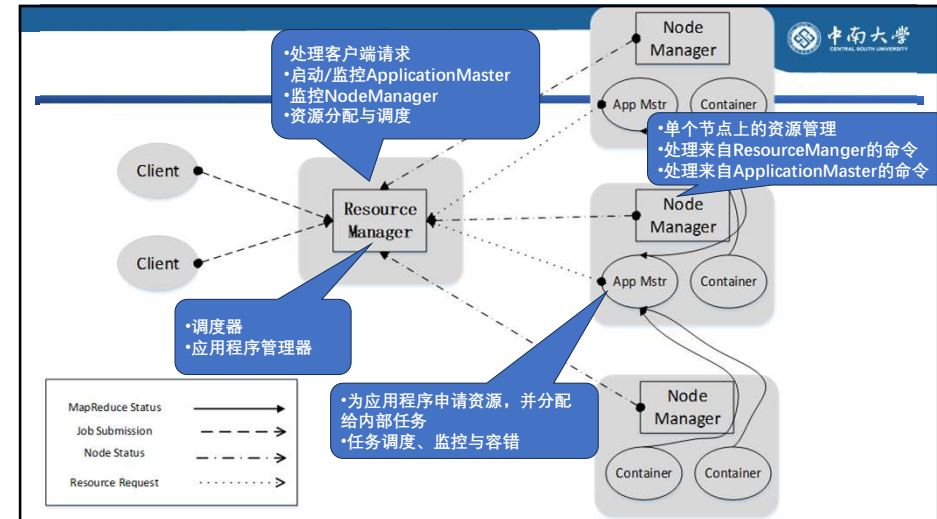 中南大学
CENTRAL SOUTH UNIVERSITY
•处理客户端请求
•启动/监控ApplicationMaster
•监控NodeManager
•资源分配与调度
Node
Manager
App Mstr
Container
•单个节点上的资源管理
•处理来自ResourceManger的命令
•处理来自ApplicationMaster的命令
Client
Client
Resource
Manager
Node
Manager
App Mstr
Container
•调度器
•应用程序管理器
•为应用程序申请资源，并分配
给内部任务
•任务调度、监控与容错
Node
Manager
Container
Container
MapReduce Status
Job Submission
Node Status
Resource Request